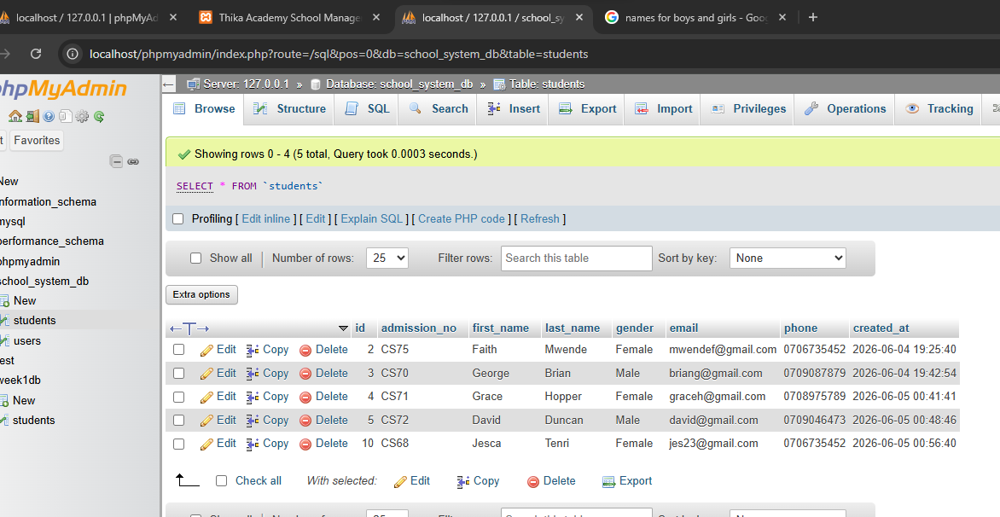 localhost / 127.0.0.1 | phpMyAd
Thika Academy School Manage
localhost / 127.0.0.1 / school_sy
names for boys and girls - Goo
localhost/phpmyadmin/index.php?route=/sql&pos=0&db=school_system_db&table=students
hpMyAdmin
t Favorites
New
nformation_schema
mysql
performance_schema
phpmyadmin
school_system_db
New
students
users
est
week1db
New
students
Server: 127.0.0.1 » Database: school_system_db » Table: students
Browse Structure SQL Search Insert Export Import Privileges Operations Tracking
Showing rows 0 - 4 (5 total, Query took 0.0003 seconds.)
SELECT * FROM `students`
Profiling [ Edit inline ] [ Edit ] [ Explain SQL ] [ Create PHP code ] [ Refresh ]
Show all Number of rows: 25 Filter rows: Search this table Sort by key: None
Extra options
←T→ id admission_no first_name last_name gender email phone created_at
Edit Copy Delete 2 CS75 Faith Mwende Female mwendef@gmail.com 0706735452 2026-06-04 19:25:40
Edit Copy Delete 3 CS70 George Brian Male briang@gmail.com 0709087879 2026-06-04 19:42:54
Edit Copy Delete 4 CS71 Grace Hopper Female graceh@gmail.com 0708975789 2026-06-05 00:41:41
Edit Copy Delete 5 CS72 David Duncan Male david@gmail.com 0709046473 2026-06-05 00:48:46
Edit Copy Delete 10 CS68 Jesca Tenri Female jes23@gmail.com 0706735452 2026-06-05 00:56:40
Check all With selected: Edit Copy Delete Export